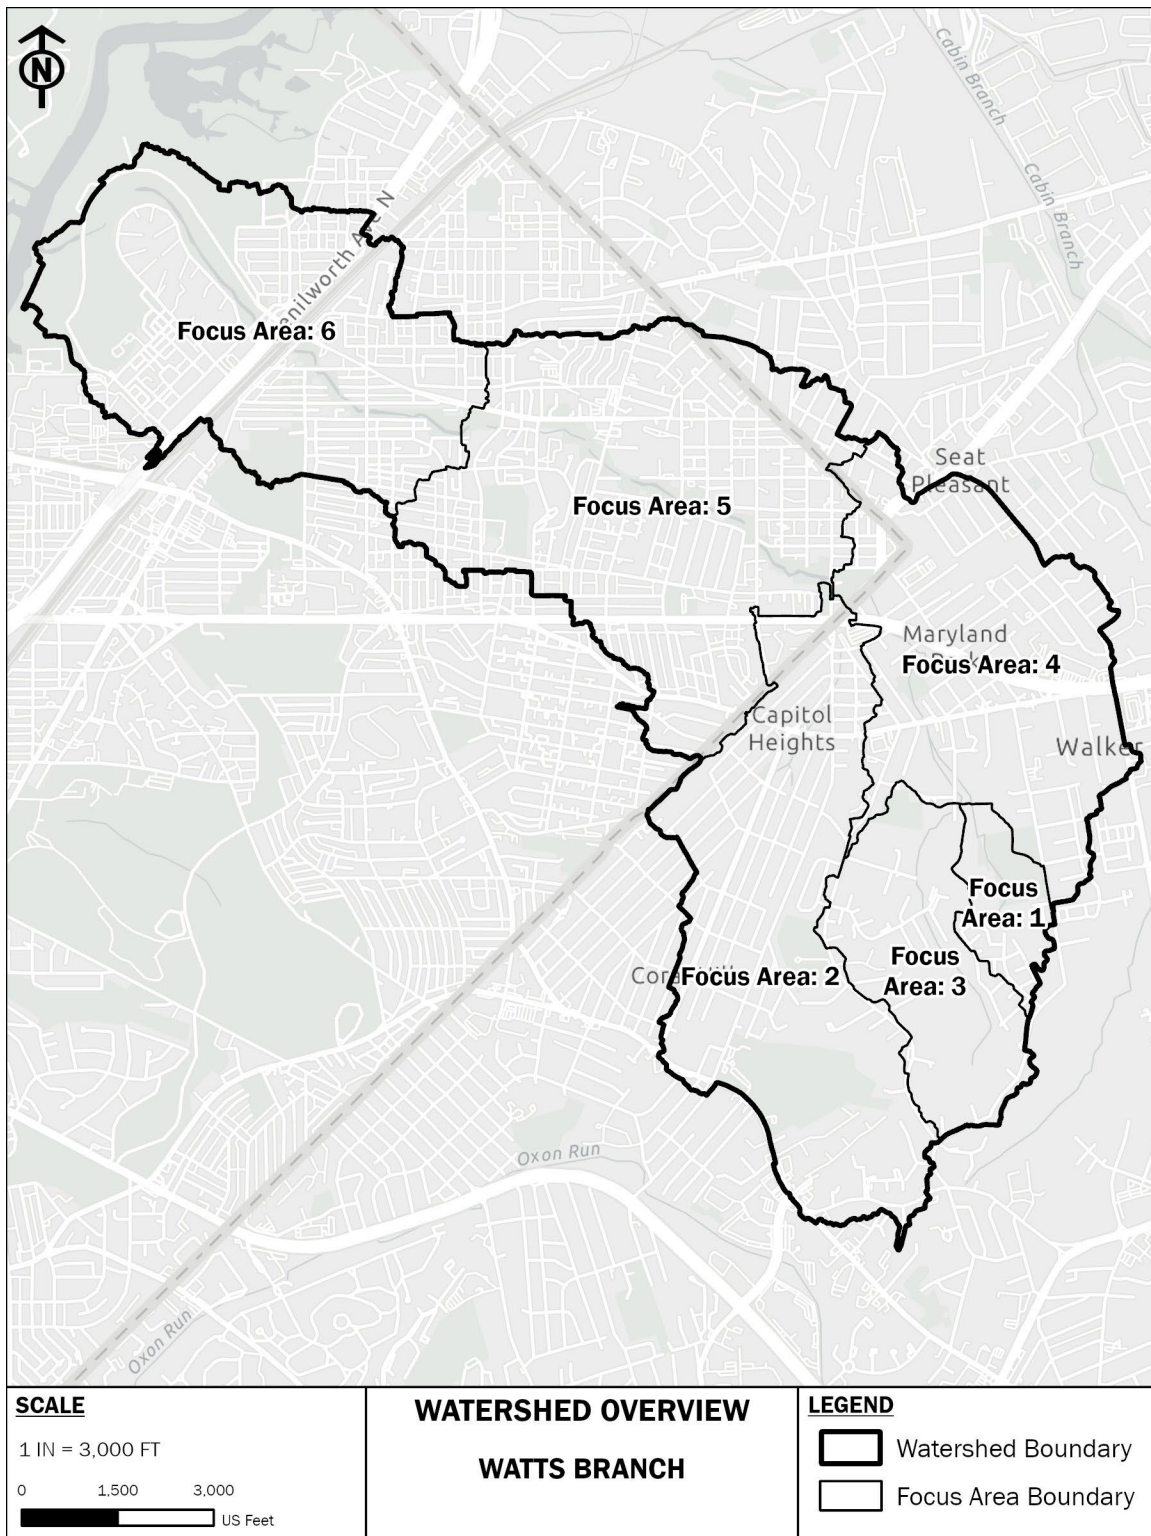 N
Cabin Branch
Cabin Branch
Focus Area: 6
Seat
Pleasant
Focus Area: 5
Maryland
Focus Area: 4
Capitol
Heights
Walker
Focus
Area: 1
Focus
Area: 3
Focus Area: 2
Oxon Run
Oxon Run
SCALE
1 IN = 3,000 FT
0 1,500 3,000
US Feet
WATERSHED OVERVIEW
WATTS BRANCH
LEGEND
Watershed Boundary
Focus Area Boundary